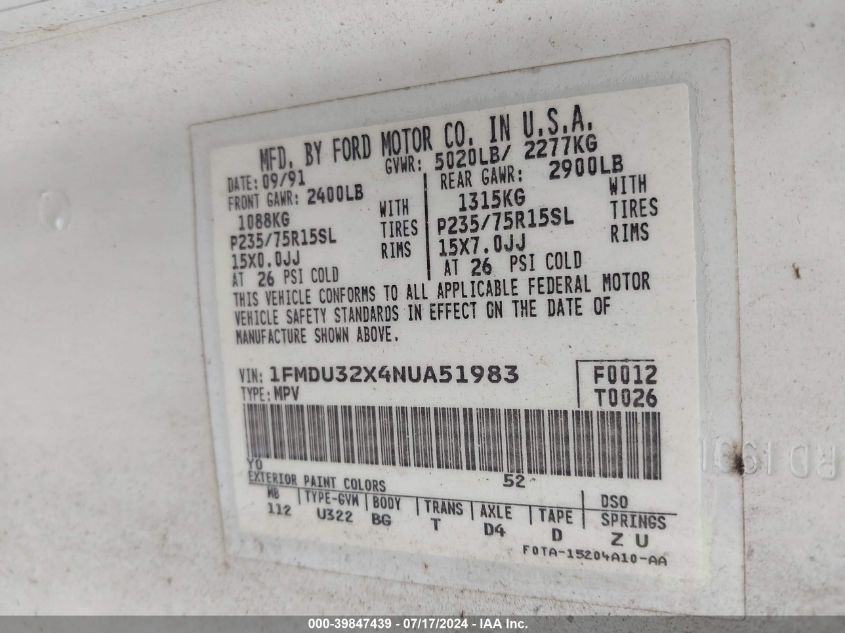 MFD. BY FORD MOTOR CO. IN U.S.A.
DATE: 09/91 GVWR: 5020LB/ 2277KG
FRONT GAWR: 2400LB REAR GAWR: 2900LB
1088KG WITH 1315KG WITH
P235/75R15SL TIRES P235/75R15SL TIRES
15X0.0JJ RIMS 15X7.0JJ RIMS
AT 26 PSI COLD AT 26 PSI COLD
THIS VEHICLE CONFORMS TO ALL APPLICABLE FEDERAL MOTOR
VEHICLE SAFETY STANDARDS IN EFFECT ON THE DATE OF
MANUFACTURE SHOWN ABOVE.
VIN: 1FMDU32X4NUA51983 F0012
TYPE: MPV T0026
YO 52
EXTERIOR PAINT COLORS DSO
WB TYPE-GVW BODY TRANS AXLE TAPE SPRINGS
112 U322 BG T D4 D Z U
F0TA-15204A10-AA
000-39847439 - 07/17/2024 - IAA Inc.